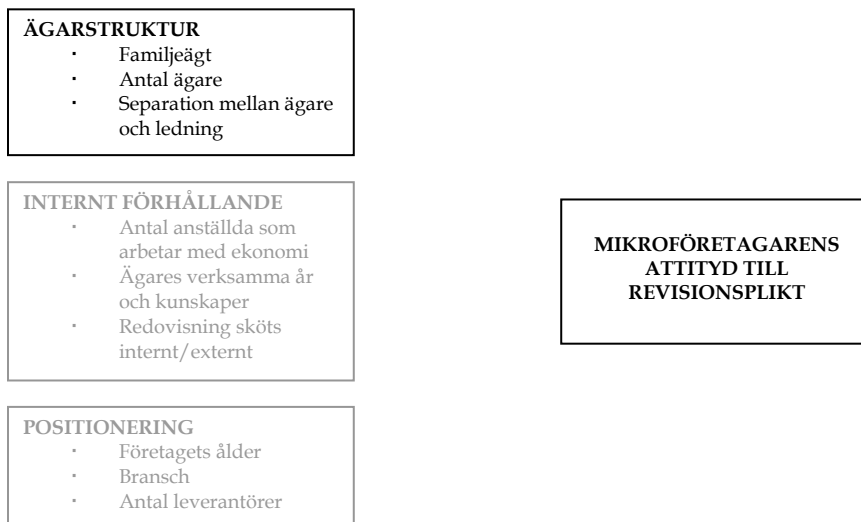 ÄGARSTRUKTUR
· Familjeägt
· Antal ägare
· Separation mellan ägare
och ledning
INTERNT FÖRHÅLLANDE
· Antal anställda som
arbetar med ekonomi
· Ägares verksamma år
och kunskaper
· Redovisning sköts
internt/externt
POSITIONERING
· Företagets ålder
· Bransch
· Antal leverantörer
MIKROFÖRETAGARENS
ATTITYD TILL
REVISIONSPLIKT